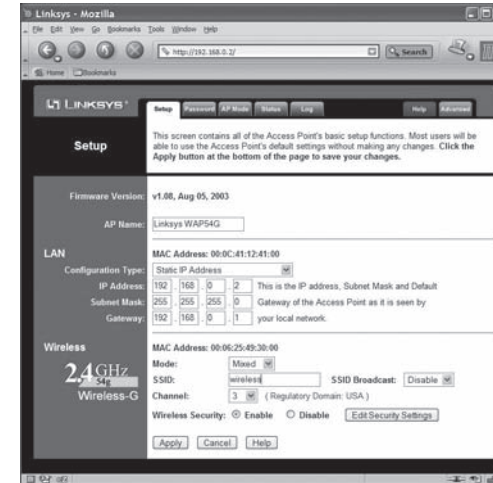 Linksys - Mozilla
File Edit View Go Bookmarks Tools Window Help
http://192.168.0.2/ Search
Home Bookmarks
LINKSYS®
Setup Password AP Mode Status Log Help Advanced
Setup
This screen contains all of the Access Point's basic setup functions. Most users will be
able to use the Access Point's default settings without making any changes. Click the
Apply button at the bottom of the page to save your changes.
Firmware Version: v1.08, Aug 05, 2003
AP Name: Linksys WAP54G
LAN
MAC Address: 00:0C:41:12:41:00
Configuration Type: Static IP Address
IP Address: 192 . 168 . 0 . 2 This is the IP address, Subnet Mask and Default
Subnet Mask: 255 . 255 . 255 . 0 Gateway of the Access Point as it is seen by
Gateway: 192 . 168 . 0 . 1 your local network.
Wireless
MAC Address: 00:06:25:49:30:00
2.4GHz
54g
Wireless-G
Mode: Mixed
SSID: wireless SSID Broadcast: Disable
Channel: 3 ( Regulatory Domain: USA )
Wireless Security: Enable Disable Edit Security Settings
Apply Cancel Help